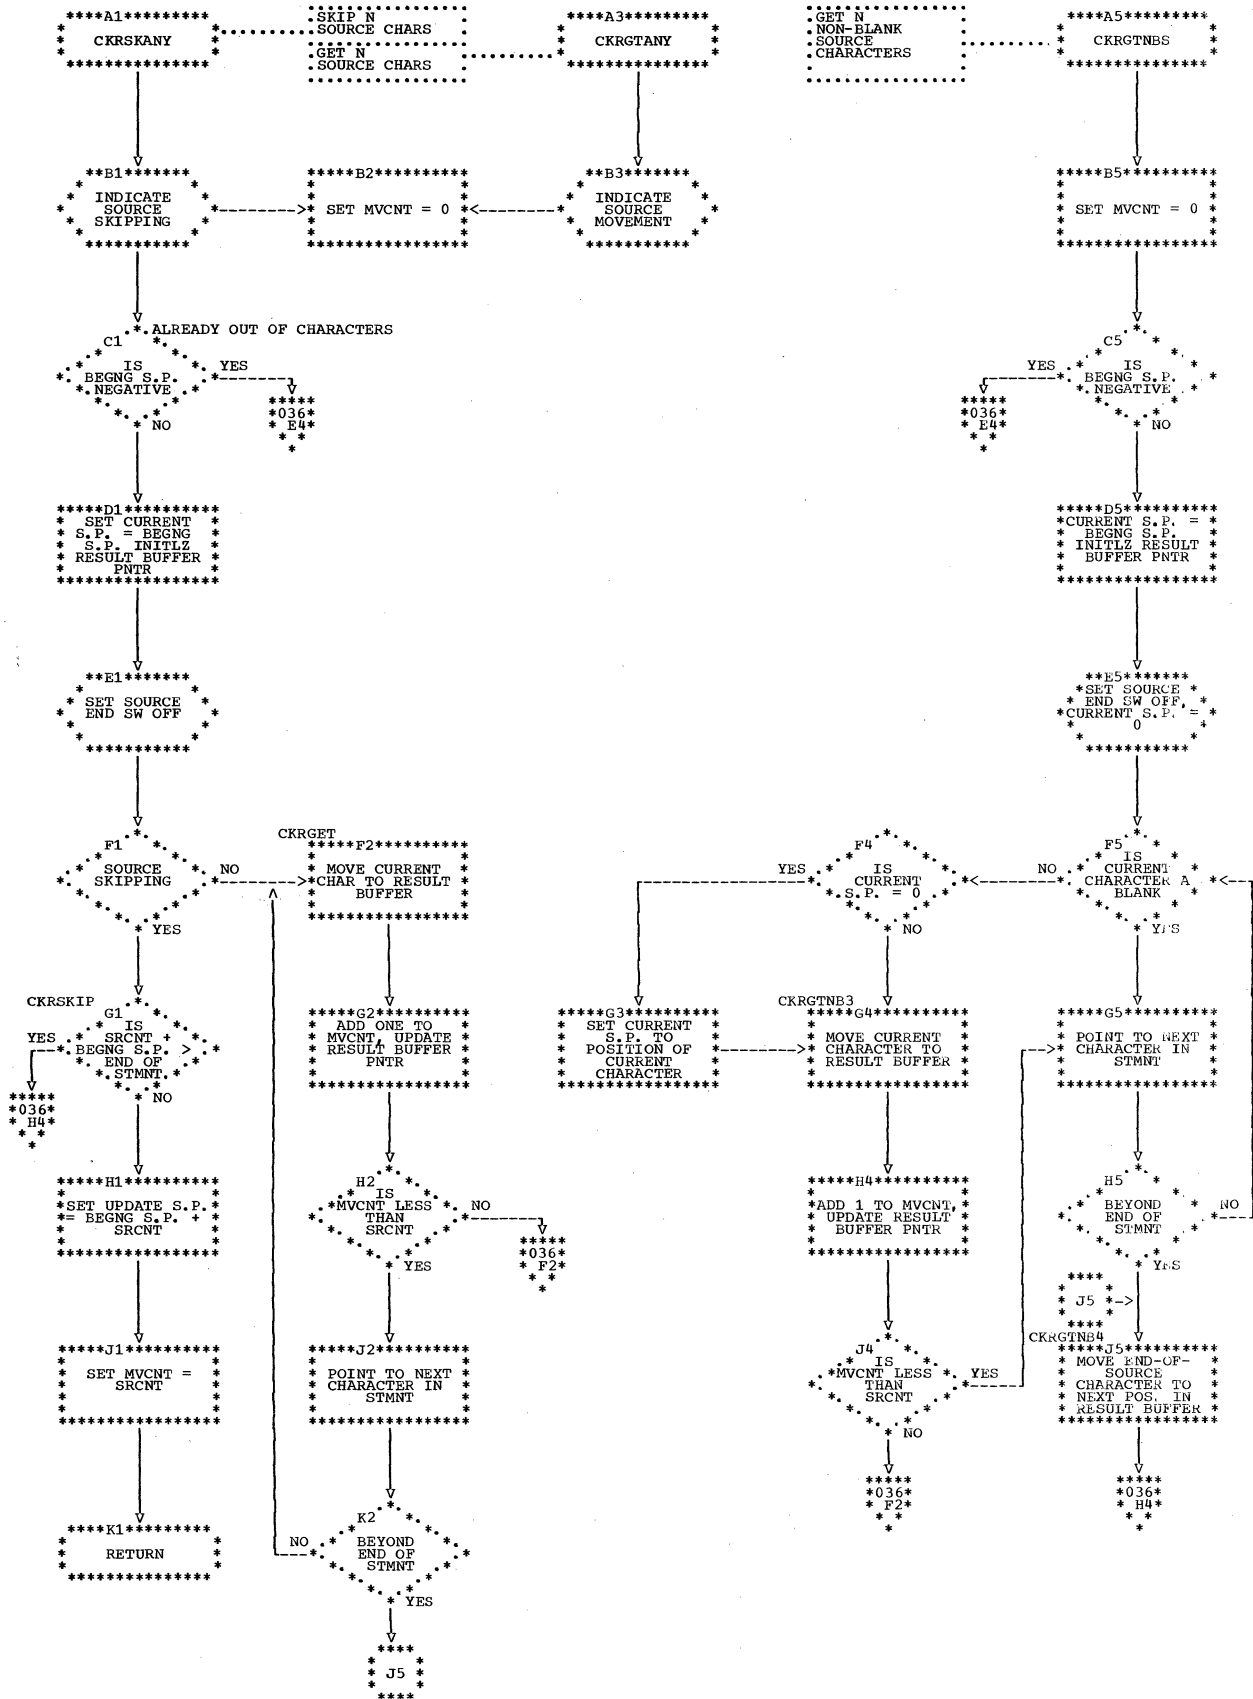 A1
CKRSKANY
SKIP N
SOURCE CHARS
GET N
SOURCE CHARS
A3
CKRGTANY
GET N
NON-BLANK
SOURCE
CHARACTERS
A5
CKRGTNBS
B1
INDICATE
SOURCE
SKIPPING
B2
SET MVCNT = 0
B3
INDICATE
SOURCE
MOVEMENT
B5
SET MVCNT = 0
ALREADY OUT OF CHARACTERS
C1
IS
BEGNG S.P.
NEGATIVE
YES
NO
036
E4
C5
IS
BEGNG S.P.
NEGATIVE
YES
NO
036
E4
D1
SET CURRENT
S.P. = BEGNG
S.P. INITLZ
RESULT BUFFER
PNTR
D5
CURRENT S.P. =
BEGNG S.P.
INITLZ RESULT
BUFFER PNTR
E1
SET SOURCE
END SW OFF
E5
SET SOURCE
END SW OFF,
CURRENT S.P. =
0
F1
SOURCE
SKIPPING
NO
YES
CKRGET
F2
MOVE CURRENT
CHAR TO RESULT
BUFFER
F4
IS
CURRENT
S.P. = 0
YES
NO
F5
IS
CURRENT
CHARACTER A
BLANK
NO
YES
CKRSKIP
G1
IS
SRCNT +
BEGNG S.P. >
END OF
STMNT
YES
NO
036
H4
G2
ADD ONE TO
MVCNT, UPDATE
RESULT BUFFER
PNTR
G3
SET CURRENT
S.P. TO
POSITION OF
CURRENT
CHARACTER
CKRGTNB3
G4
MOVE CURRENT
CHARACTER TO
RESULT BUFFER
G5
POINT TO NEXT
CHARACTER IN
STMNT
H1
SET UPDATE S.P.
= BEGNG S.P. +
SRCNT
H2
IS
MVCNT LESS
THAN
SRCNT
NO
YES
036
F2
H4
ADD 1 TO MVCNT,
UPDATE RESULT
BUFFER PNTR
H5
BEYOND
END OF
STMNT
NO
YES
J5
J1
SET MVCNT =
SRCNT
J2
POINT TO NEXT
CHARACTER IN
STMNT
J4
IS
MVCNT LESS
THAN
SRCNT
YES
NO
036
F2
CKRGTNB4
J5
MOVE END-OF-
SOURCE
CHARACTER TO
NEXT POS. IN
RESULT BUFFER
036
H4
K1
RETURN
K2
BEYOND
END OF
STMNT
NO
YES
J5